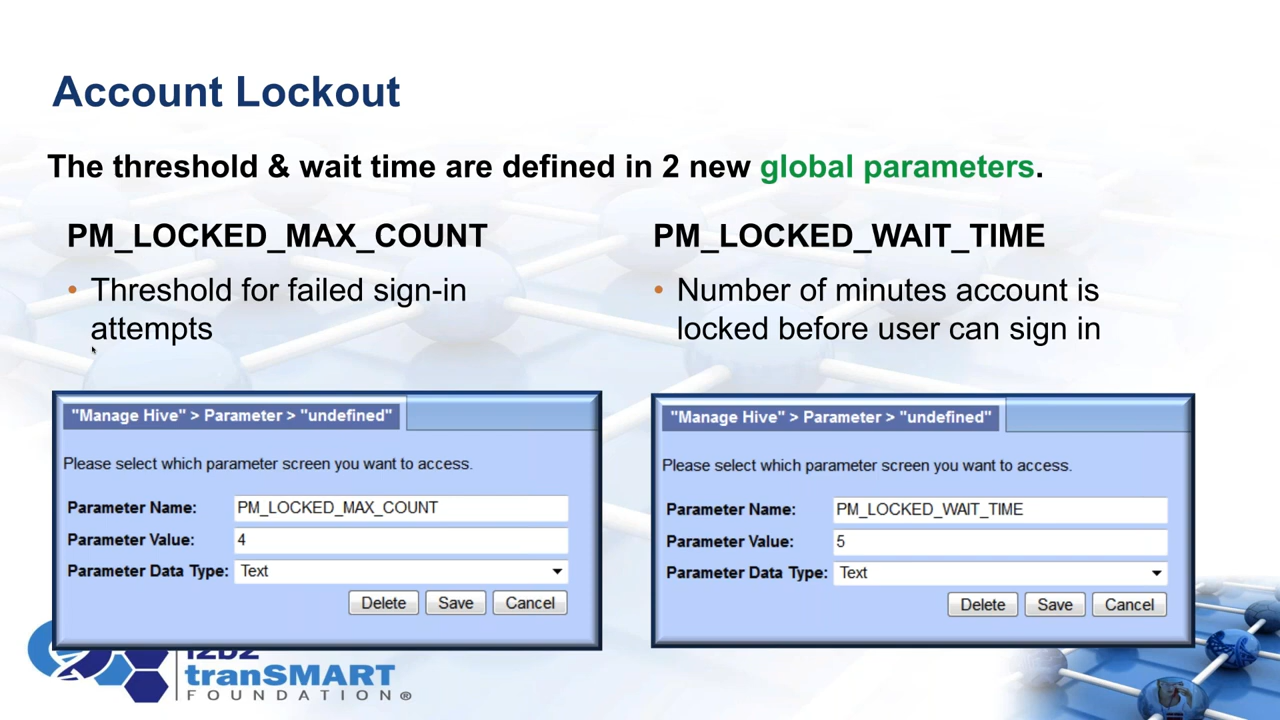 Account Lockout
The threshold & wait time are defined in 2 new global parameters.
PM_LOCKED_MAX_COUNT
• Threshold for failed sign-in
attempts
PM_LOCKED_WAIT_TIME
• Number of minutes account is
locked before user can sign in
"Manage Hive" > Parameter > "undefined"
Please select which parameter screen you want to access.
Parameter Name: PM_LOCKED_MAX_COUNT
Parameter Value: 4
Parameter Data Type: Text
Delete Save Cancel
"Manage Hive" > Parameter > "undefined"
Please select which parameter screen you want to access.
Parameter Name: PM_LOCKED_WAIT_TIME
Parameter Value: 5
Parameter Data Type: Text
Delete Save Cancel
i2b2
tranSMART
FOUNDATION®